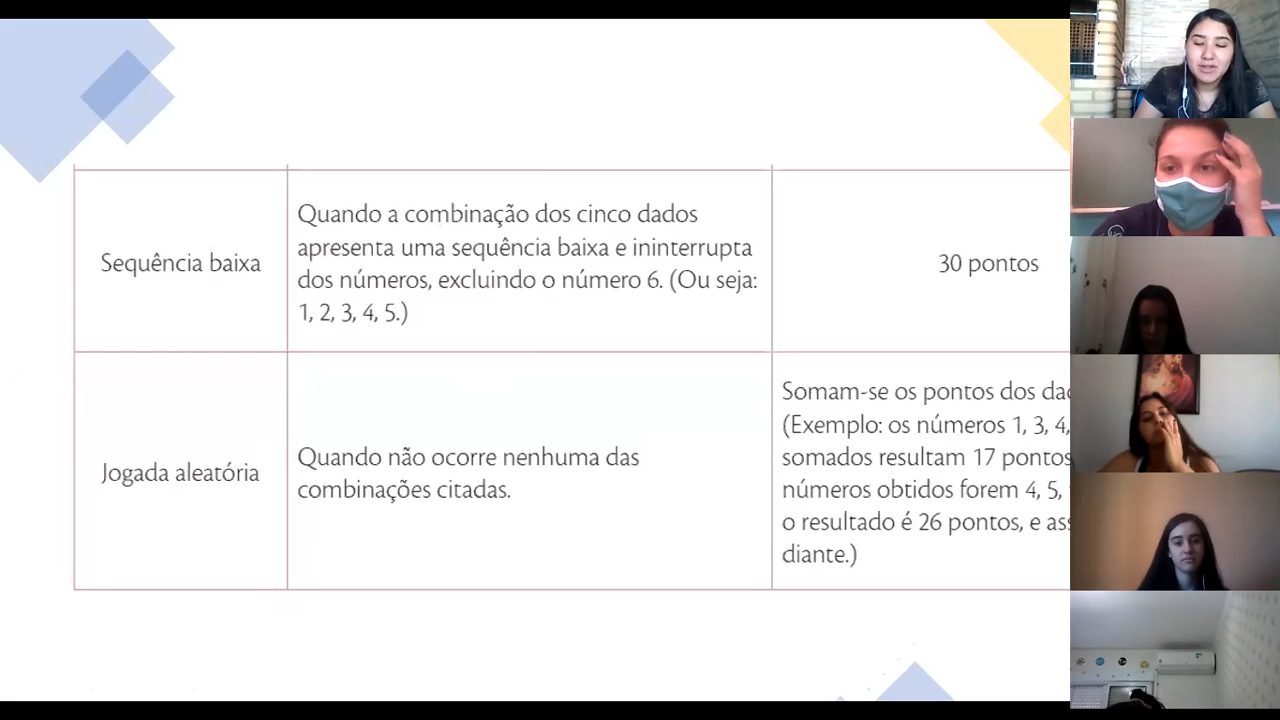 Sequência baixa
Quando a combinação dos cinco dados
apresenta uma sequência baixa e ininterrupta
dos números, excluindo o número 6. (Ou seja:
1, 2, 3, 4, 5.)
30 pontos
Jogada aleatória
Quando não ocorre nenhuma das
combinações citadas.
Somam-se os pontos dos
(Exemplo: os números 1, 3, 4,
somados resultam 17 pontos
números obtidos forem 4, 5,
o resultado é 26 pontos, e
diante.)